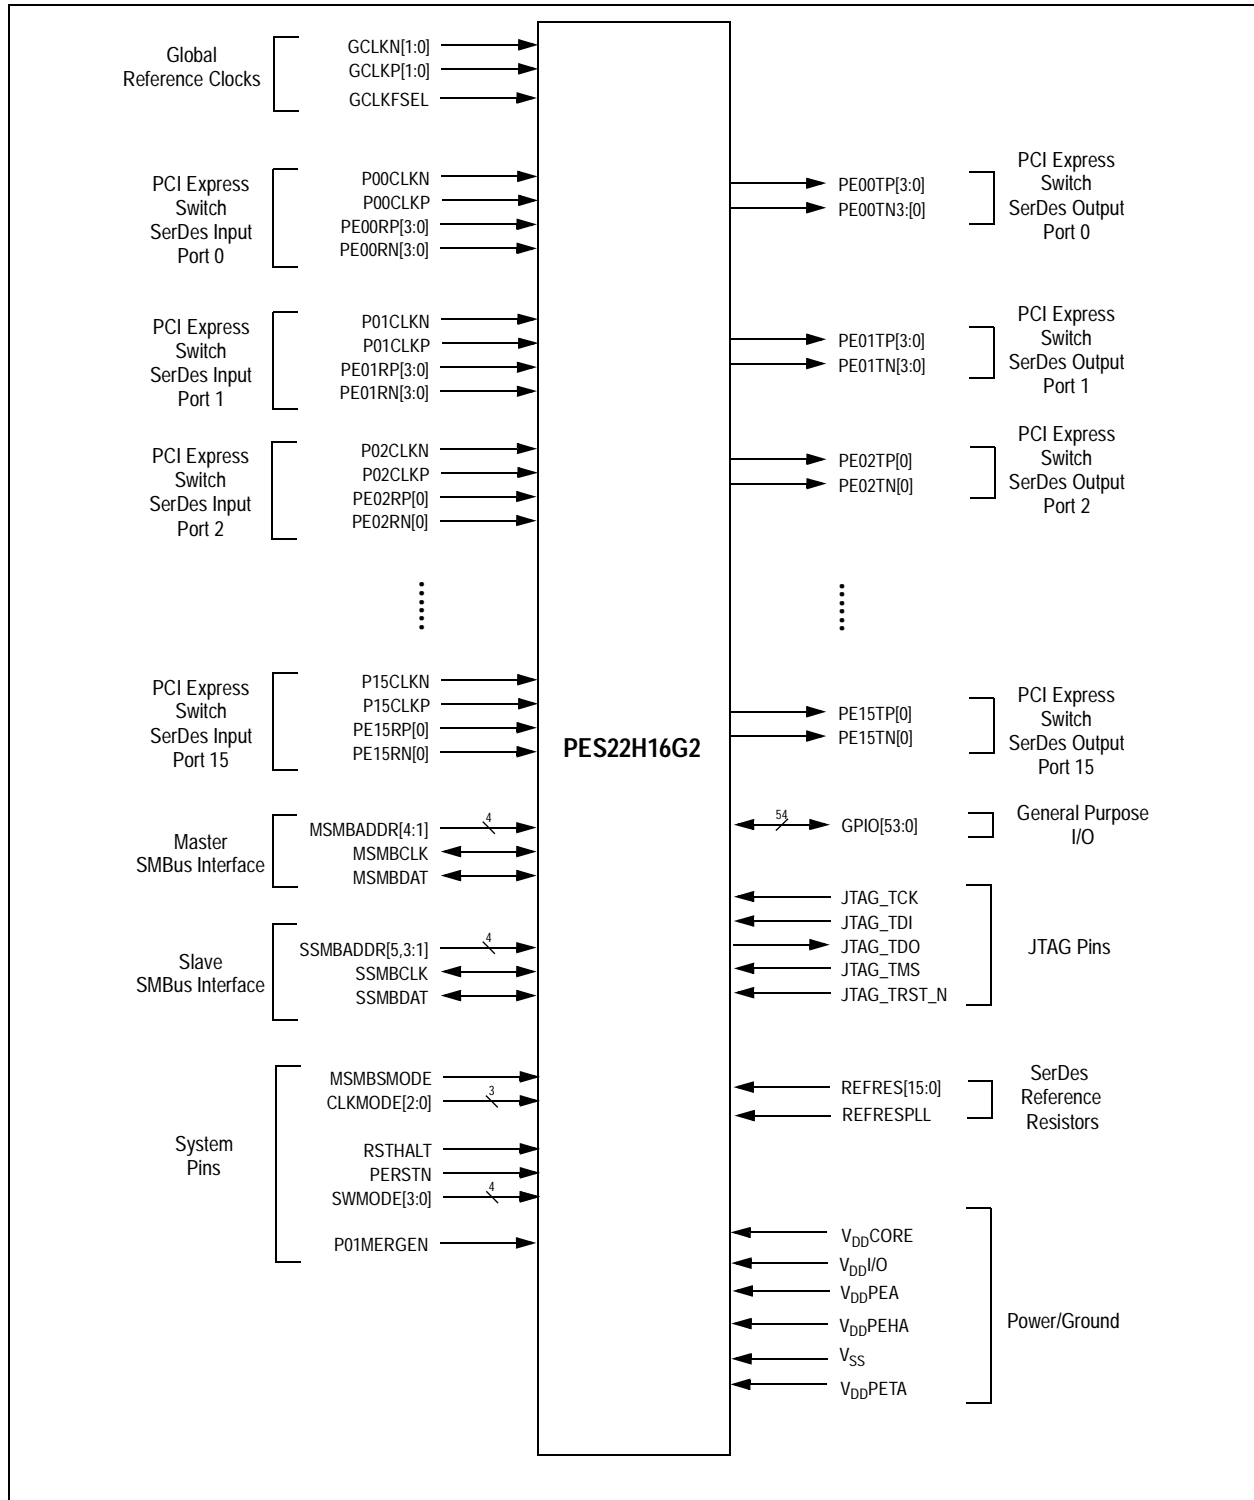 Global
Reference Clocks
GCLKN[1:0]
GCLKP[1:0]
GCLKFSEL
PCI Express
Switch
SerDes Input
Port 0
P00CLKN
P00CLKP
PE00RP[3:0]
PE00RN[3:0]
PCI Express
Switch
SerDes Input
Port 1
P01CLKN
P01CLKP
PE01RP[3:0]
PE01RN[3:0]
PCI Express
Switch
SerDes Input
Port 2
P02CLKN
P02CLKP
PE02RP[0]
PE02RN[0]
PCI Express
Switch
SerDes Input
Port 15
P15CLKN
P15CLKP
PE15RP[0]
PE15RN[0]
Master
SMBus Interface
MSMBADDR[4:1]
4
MSMBCLK
MSMBDAT
Slave
SMBus Interface
SSMBADDR[5,3:1]
4
SSMBCLK
SSMBDAT
System
Pins
MSMBSMODE
CLKMODE[2:0]
3
RSTHALT
PERSTN
SWMODE[3:0]
4
P01MERGEN
PES22H16G2
PE00TP[3:0]
PE00TN3:[0]
PCI Express
Switch
SerDes Output
Port 0
PE01TP[3:0]
PE01TN[3:0]
PCI Express
Switch
SerDes Output
Port 1
PE02TP[0]
PE02TN[0]
PCI Express
Switch
SerDes Output
Port 2
PE15TP[0]
PE15TN[0]
PCI Express
Switch
SerDes Output
Port 15
54
GPIO[53:0]
General Purpose
I/O
JTAG_TCK
JTAG_TDI
JTAG_TDO
JTAG_TMS
JTAG_TRST_N
JTAG Pins
REFRES[15:0]
REFRESPLL
SerDes
Reference
Resistors
VDDCORE
VDDI/O
VDDPEA
VDDPEHA
VSS
VDDPETA
Power/Ground